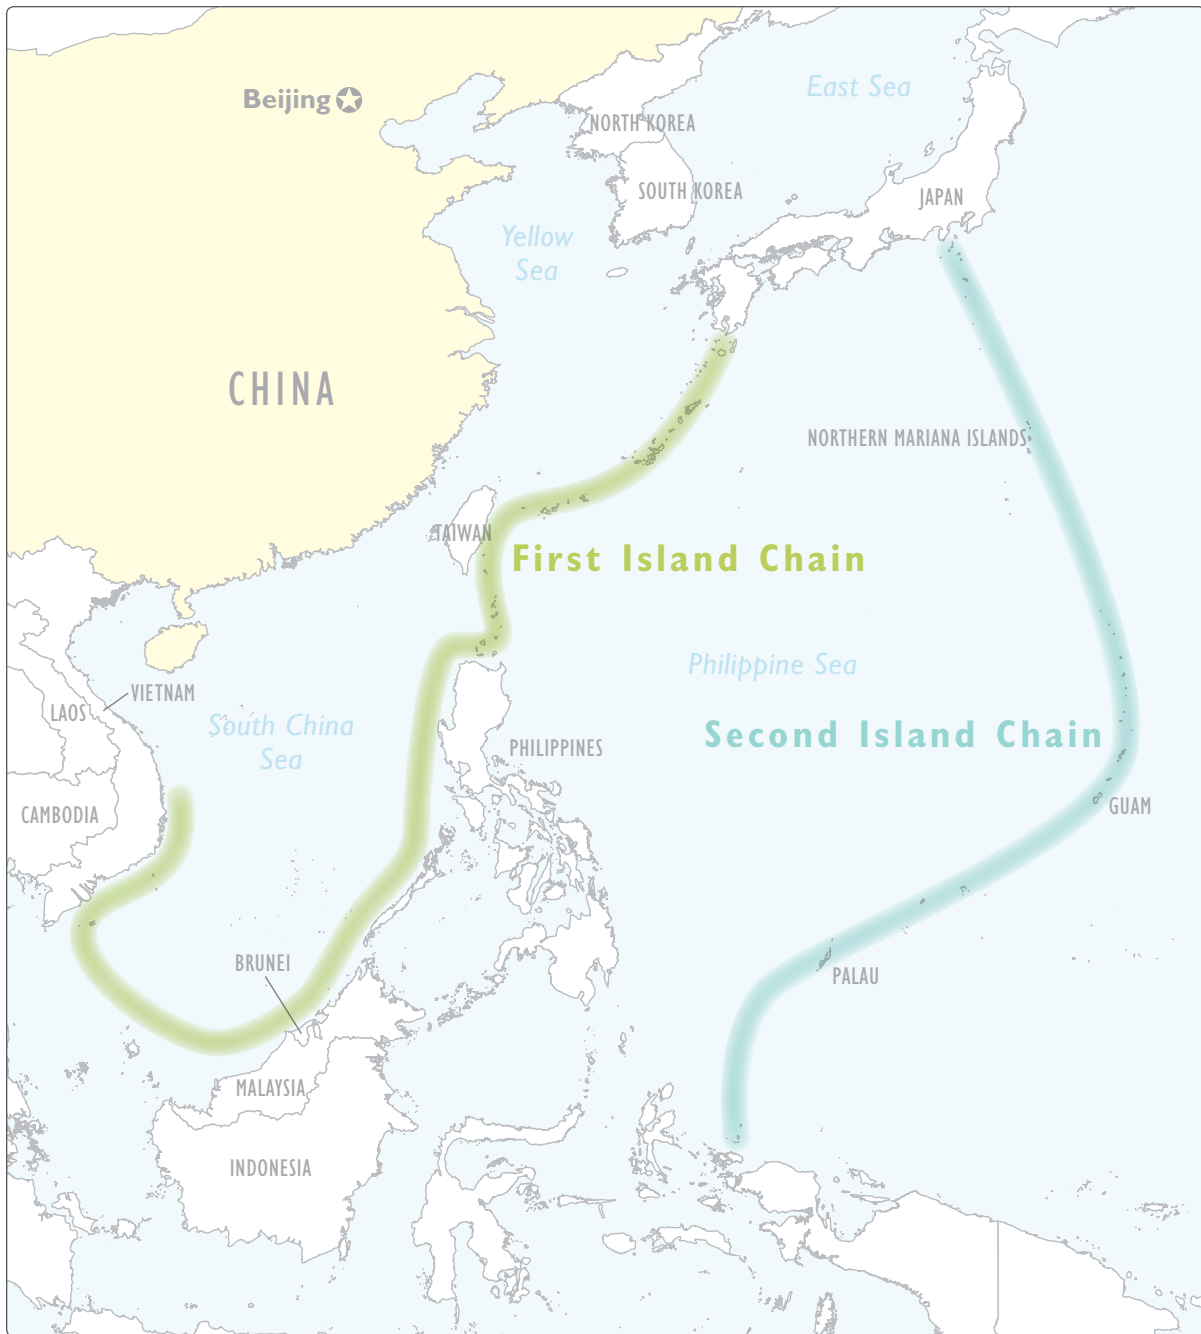 East Sea
Beijing
NORTH KOREA
SOUTH KOREA
JAPAN
Yellow
Sea
CHINA
NORTHERN MARIANA ISLANDS
TAIWAN
First Island Chain
Philippine Sea
VIETNAM
LAOS
South China
Sea
Second Island Chain
PHILIPPINES
CAMBODIA
GUAM
BRUNEI
PALAU
MALAYSIA
INDONESIA